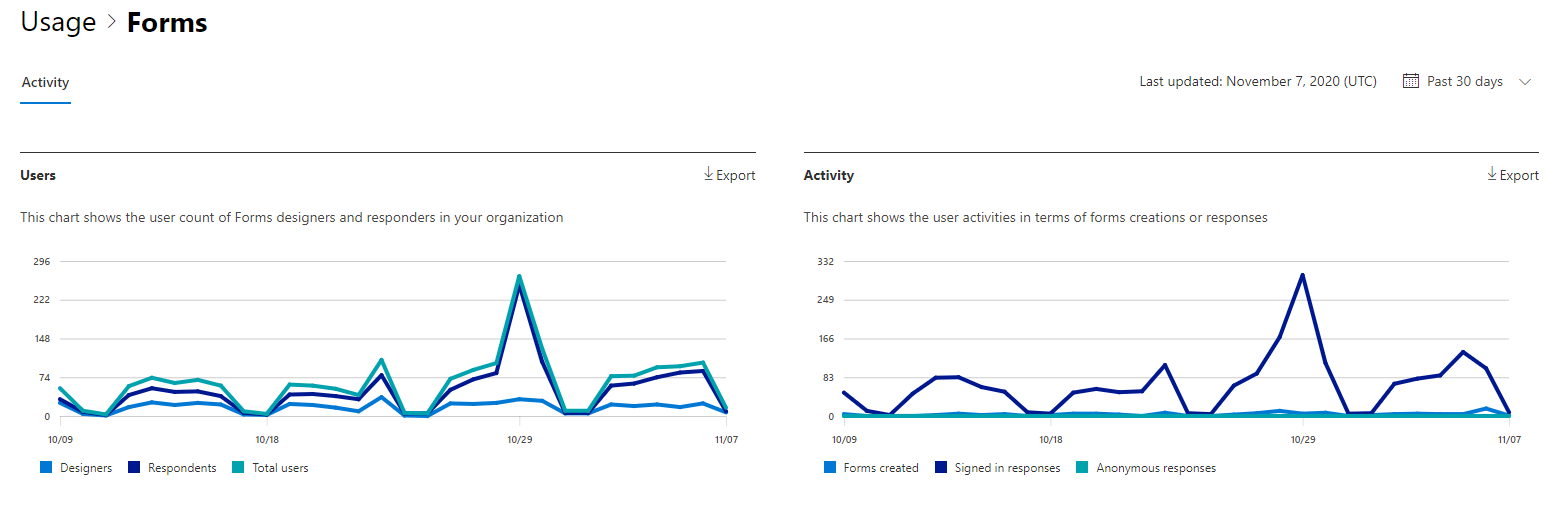 Usage > Forms
Activity
Last updated: November 7, 2020 (UTC) Past 30 days
Users
Export
This chart shows the user count of Forms designers and responders in your organization
296
222
148
74
0
10/09 10/18 10/29 11/07
Designers Respondents Total users
Activity
Export
This chart shows the user activities in terms of forms creations or responses
332
249
166
83
0
10/09 10/18 10/29 11/07
Forms created Signed in responses Anonymous responses